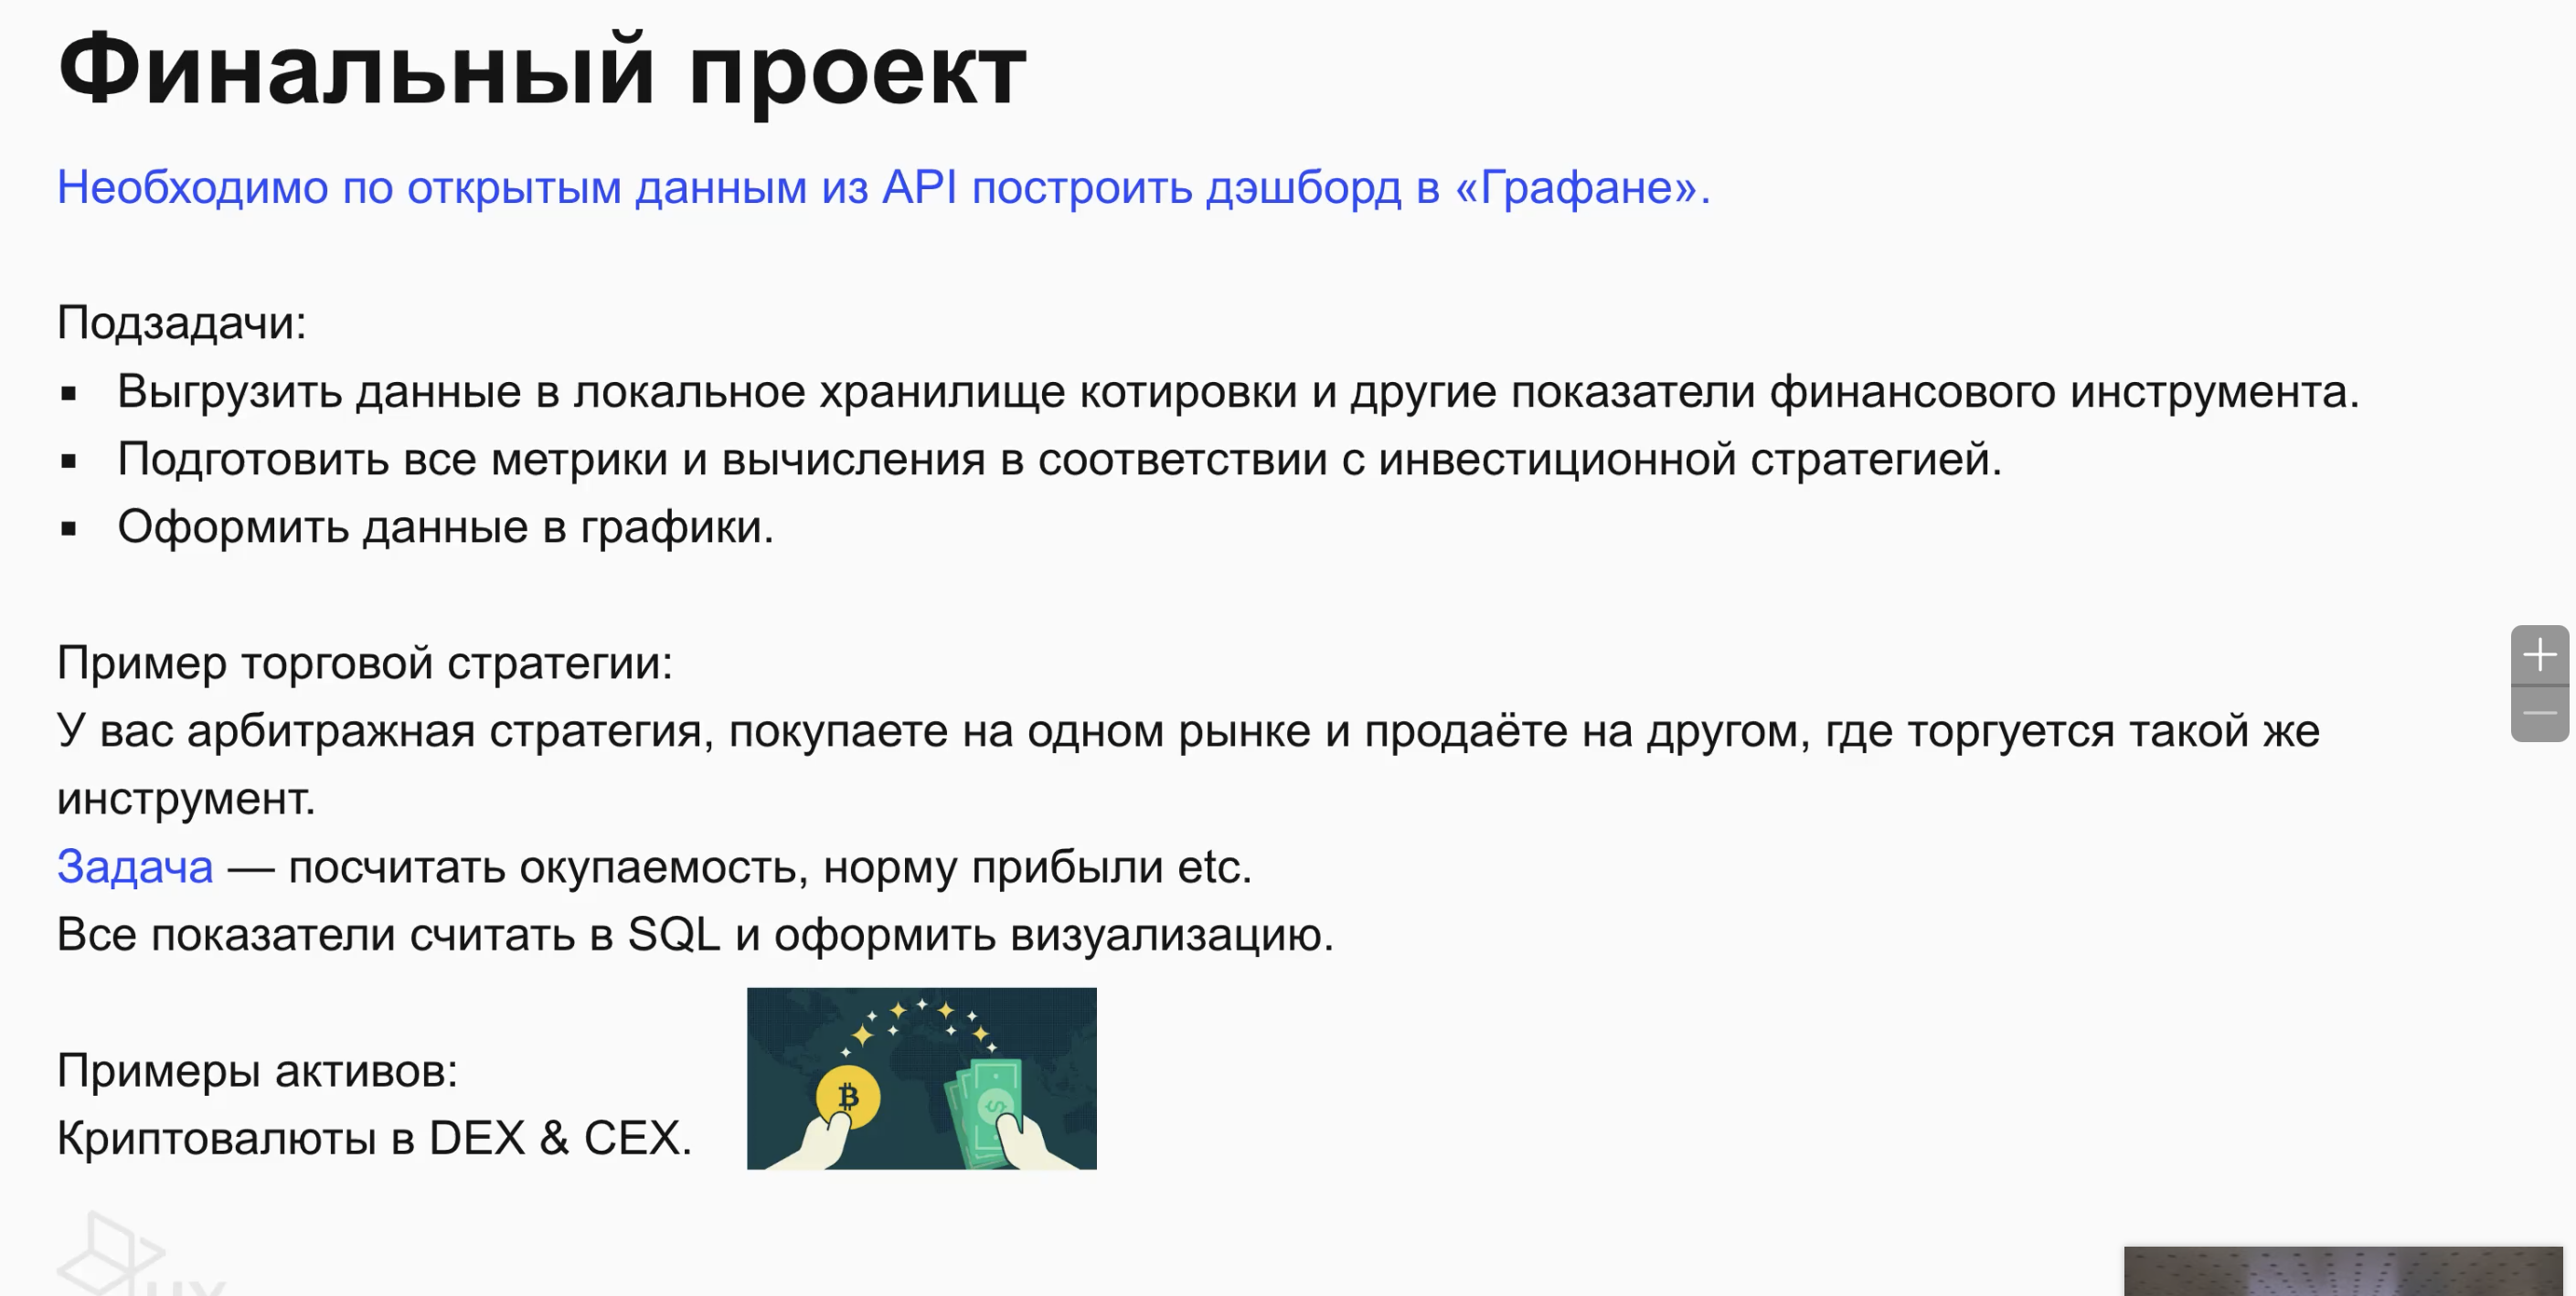 Финальный проект
Необходимо по открытым данным из API построить дэшборд в «Графане».
Подзадачи:
▪ Выгрузить данные в локальное хранилище котировки и другие показатели финансового инструмента.
▪ Подготовить все метрики и вычисления в соответствии с инвестиционной стратегией.
▪ Оформить данные в графики.
Пример торговой стратегии:
У вас арбитражная стратегия, покупаете на одном рынке и продаёте на другом, где торгуется такой же
инструмент.
Задача — посчитать окупаемость, норму прибыли etc.
Все показатели считать в SQL и оформить визуализацию.
Примеры активов:
Криптовалюты в DEX & CEX.